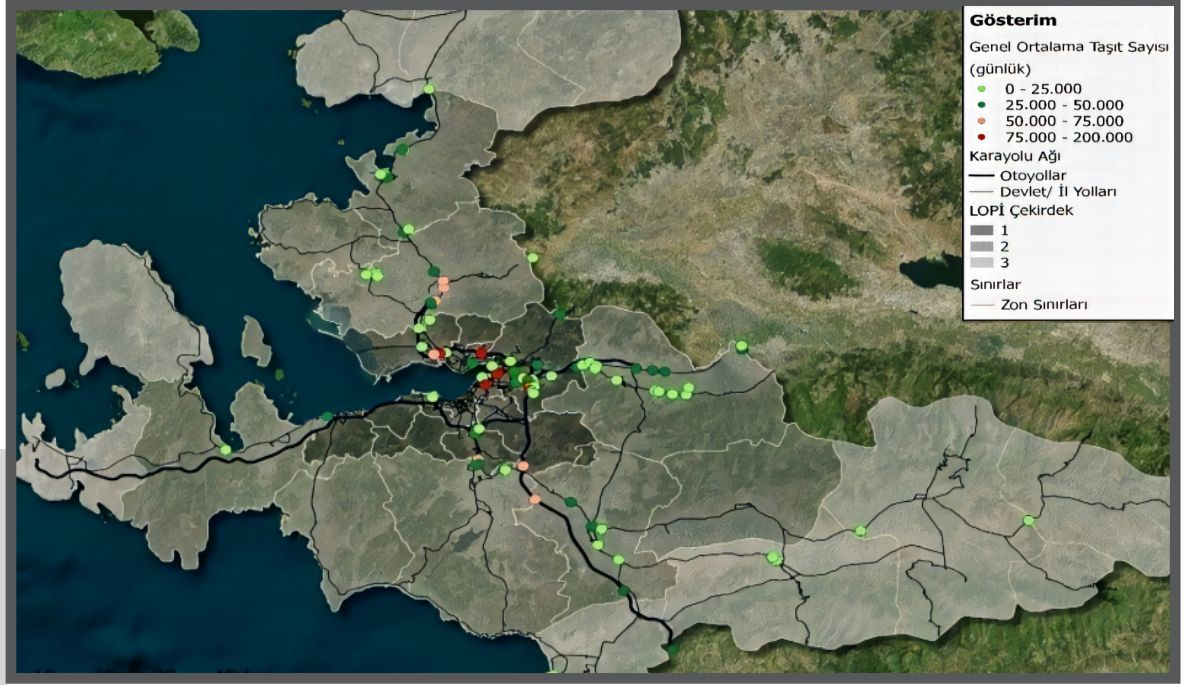 Gösterim
Genel Ortalama Taşıt Sayısı
(günlük)
0 - 25.000
25.000 - 50.000
50.000 - 75.000
75.000 - 200.000
Karayolu Ağı
Otoyollar
Devlet/ İl Yolları
LOPİ Çekirdek
1
2
3
Sınırlar
Zon Sınırları